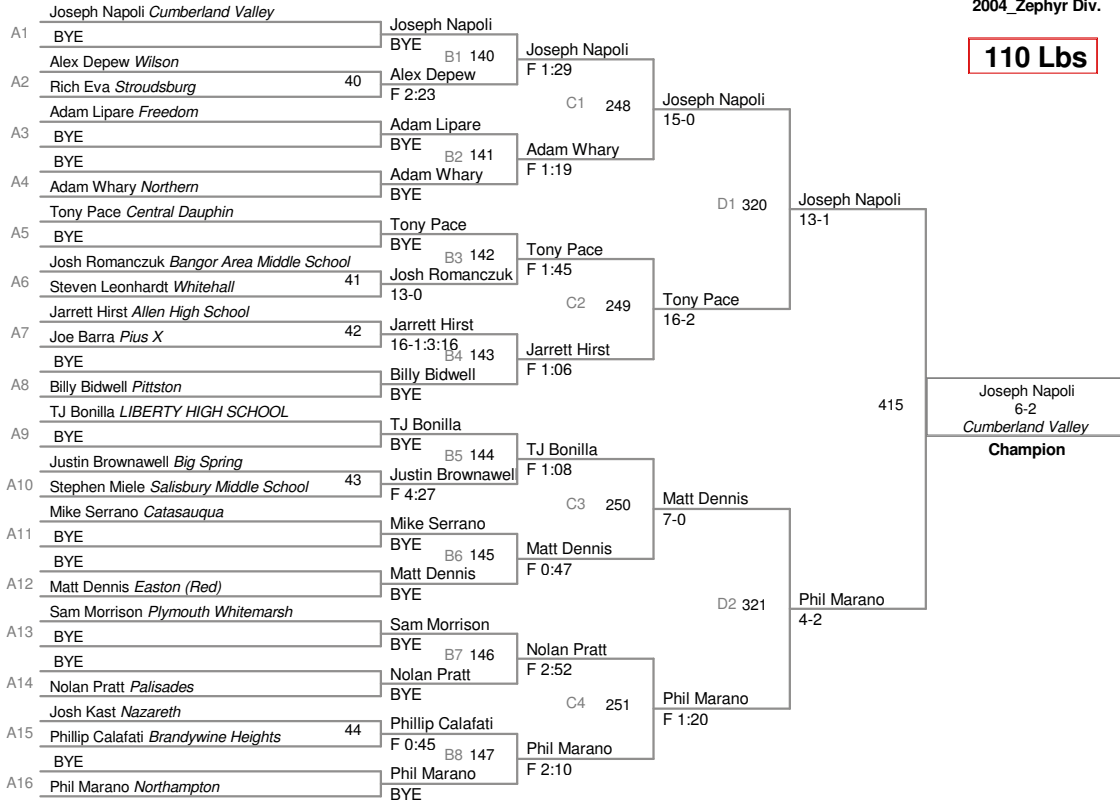 2004_Zephyr Div.
110 Lbs
A1
Joseph Napoli Cumberland Valley
BYE
A2
Alex Depew Wilson
Rich Eva Stroudsburg
40
A3
Adam Lipare Freedom
BYE
A4
BYE
Adam Whary Northern
A5
Tony Pace Central Dauphin
BYE
A6
Josh Romanczuk Bangor Area Middle School
Steven Leonhardt Whitehall
41
A7
Jarrett Hirst Allen High School
Joe Barra Pius X
42
A8
BYE
Billy Bidwell Pittston
A9
TJ Bonilla LIBERTY HIGH SCHOOL
BYE
A10
Justin Brownawell Big Spring
Stephen Miele Salisbury Middle School
43
A11
Mike Serrano Catasauqua
BYE
A12
BYE
Matt Dennis Easton (Red)
A13
Sam Morrison Plymouth Whitemarsh
BYE
A14
BYE
Nolan Pratt Palisades
A15
Josh Kast Nazareth
Phillip Calafati Brandywine Heights
44
A16
BYE
Phil Marano Northampton
Joseph Napoli
BYE
B1 140
Alex Depew
F 2:23
Adam Lipare
BYE
B2 141
Adam Whary
BYE
Tony Pace
BYE
B3 142
Josh Romanczuk
13-0
Jarrett Hirst
16-1:3:16
B4 143
Billy Bidwell
BYE
TJ Bonilla
BYE
B5 144
Justin Brownawell
F 4:27
Mike Serrano
BYE
B6 145
Matt Dennis
BYE
Sam Morrison
BYE
B7 146
Nolan Pratt
BYE
Phillip Calafati
F 0:45
B8 147
Phil Marano
BYE
Joseph Napoli
F 1:29
C1 248
Adam Whary
F 1:19
Tony Pace
F 1:45
C2 249
Jarrett Hirst
F 1:06
TJ Bonilla
F 1:08
C3 250
Matt Dennis
F 0:47
Nolan Pratt
F 2:52
C4 251
Phil Marano
F 2:10
Joseph Napoli
15-0
D1 320
Tony Pace
16-2
Matt Dennis
7-0
D2 321
Phil Marano
F 1:20
Joseph Napoli
13-1
415
Phil Marano
4-2
Joseph Napoli
6-2
Cumberland Valley
Champion